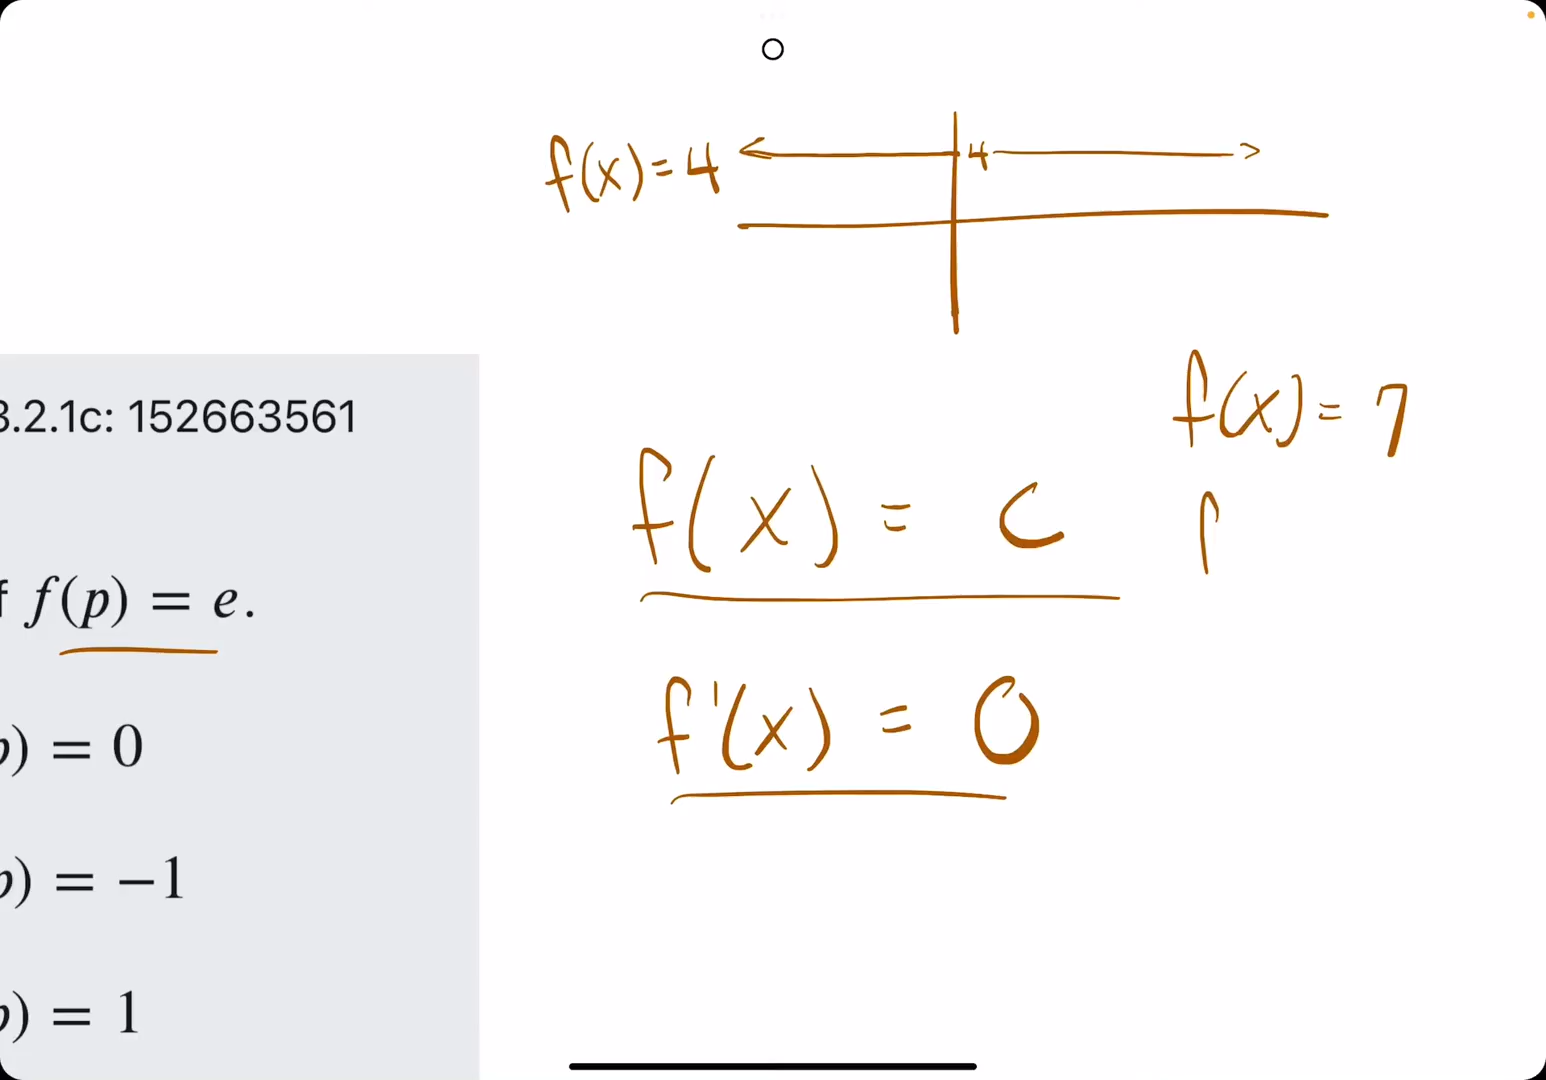 f(x) = 4
4
3.2.1c: 152663561
f f(p) = e.
p) = 0
p) = −1
p) = 1
f(x) = 7
f(x) = c
f'(x) = 0